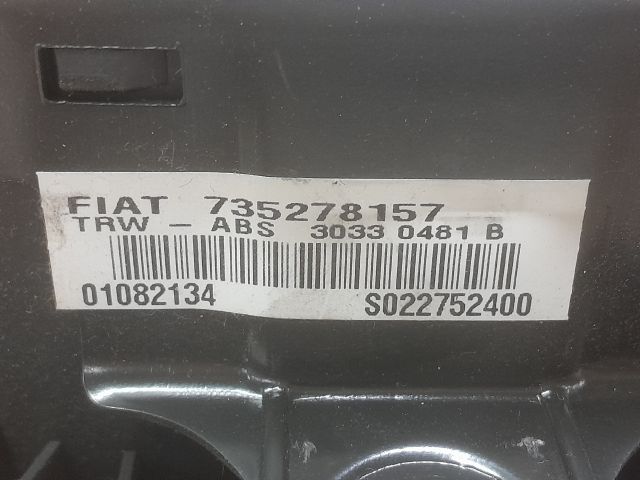 FIAT 735278157
TRW - ABS 3033 0481 B
01082134 S022752400